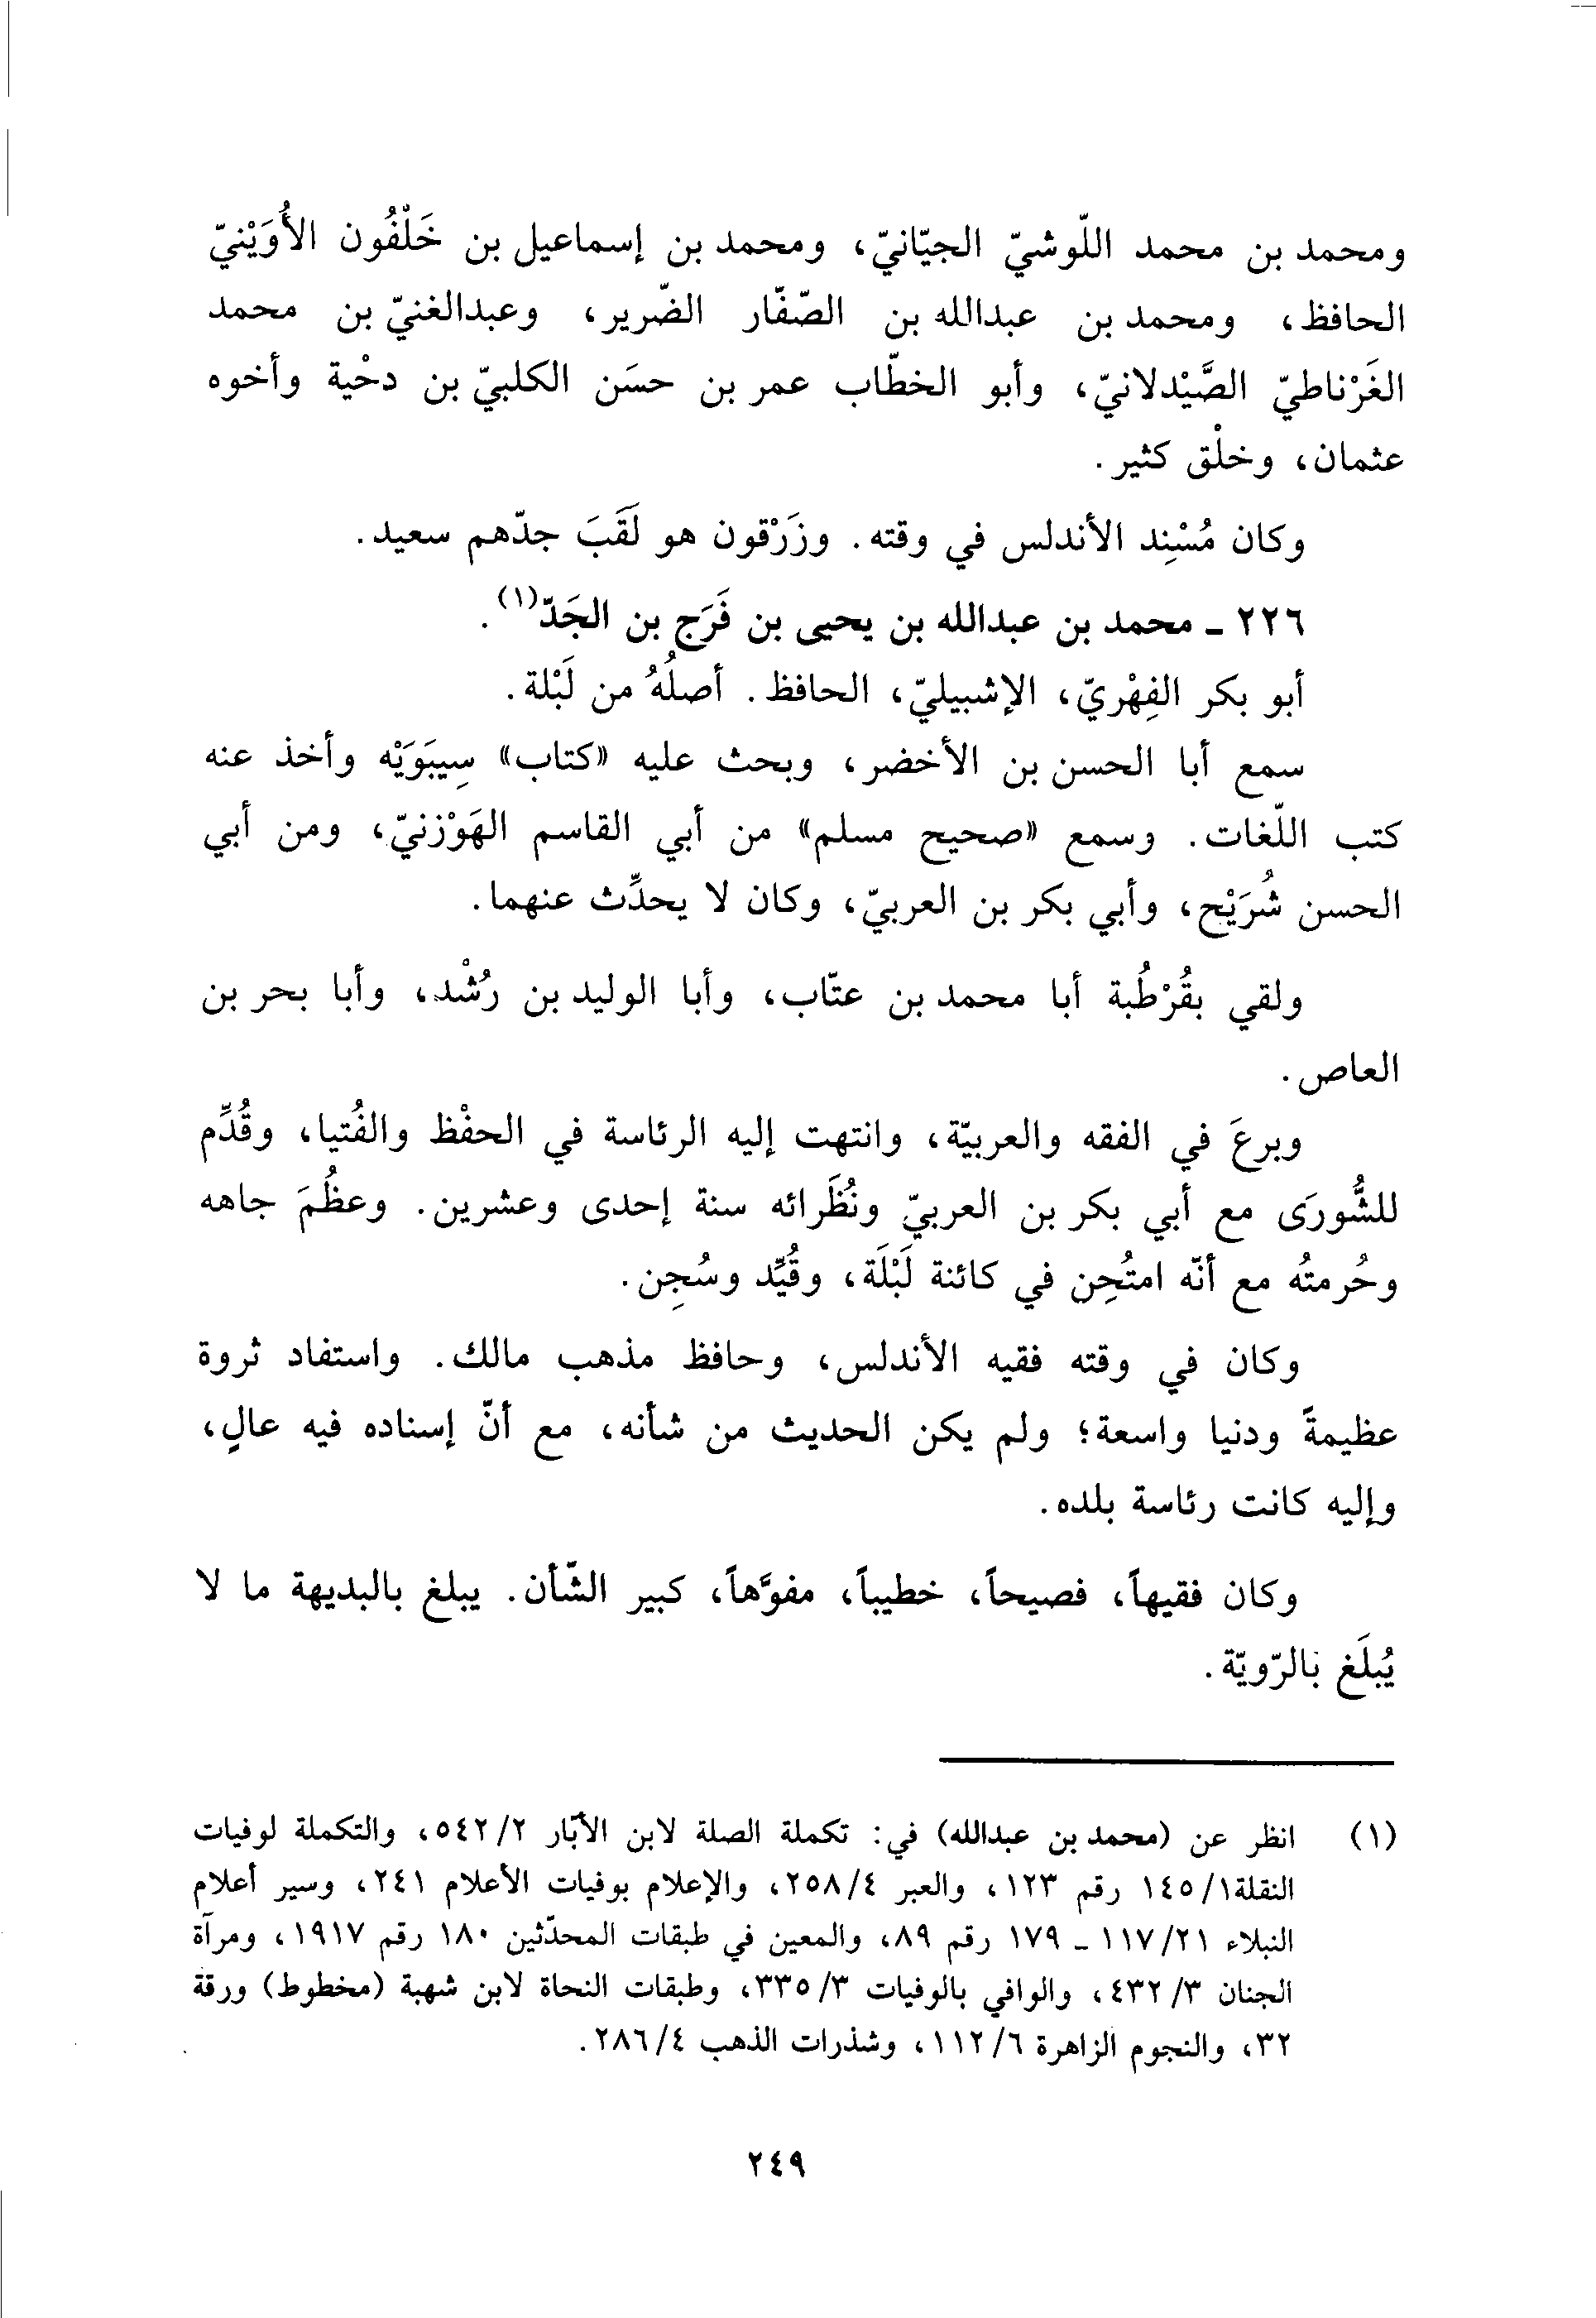 ومحمد بن محمد اللّوشيّ الجيّانيّ، ومحمد بن إسماعيل بن خَلْفُون الأُوَيْنيّ
الحافظ، ومحمد بن عبدالله بن الصّفّار الضّرير، وعبدالغنيّ بن محمد
الغَرْناطيّ الصَّيْدلانيّ، وأبو الخطّاب عمر بن حسَن الكلبيّ بن دحْية وأخوه
عثمان، وخلْق كثير.
وكان مُسْنِد الأندلس في وقته. وزَرْقون هو لَقَبَ جدّهم سعيد.
٢٢٦ ـ محمد بن عبدالله بن يحيى بن فَرَج بن الجَدّ(١).
أبو بكر الفِهْريّ، الإشبيليّ، الحافظ. أصلُهُ من لَبْلة.
سمع أبا الحسن بن الأخضر، وبحث عليه «كتاب» سِيبَوَيْه وأخذ عنه
كتب اللّغات. وسمع «صحيح مسلم» من أبي القاسم الهَوْزنيّ، ومن أبي
الحسن شُرَيْح، وأبي بكر بن العربيّ، وكان لا يحدِّث عنهما.
ولقي بقُرْطُبة أبا محمد بن عتّاب، وأبا الوليد بن رُشْد، وأبا بحر بن
العاص.
وبرعَ في الفقه والعربيّة، وانتهت إليه الرئاسة في الحفْظ والفُتيا، وقُدِّم
للشُّورَى مع أبي بكر بن العربيّ ونُظَرائه سنة إحدى وعشرين. وعظُمَ جاهه
وحُرمتُه مع أنّه امتُحِن في كائنة لَبْلَة، وقُيِّد وسُجِن.
وكان في وقته فقيه الأندلس، وحافظ مذهب مالك. واستفاد ثروة
عظيمةً ودنيا واسعة؛ ولم يكن الحديث من شأنه، مع أنّ إسناده فيه عالٍ،
وإليه كانت رئاسة بلده.
وكان فقيهاً، فصيحاً، خطيباً، مفوَّهاً، كبير الشّأن. يبلغ بالبديهة ما لا
يُبلَغ بالرّويّة.
(١) انظر عن (محمد بن عبدالله) في: تكملة الصلة لابن الأبّار ٥٤٢/٢، والتكملة لوفيات
النقلة١٤٥/١ رقم ١٢٣، والعبر ٢٥٨/٤، والإعلام بوفيات الأعلام ٢٤١، وسير أعلام
النبلاء ١١٧/٢١ ـ ١٧٩ رقم ٨٩، والمعين في طبقات المحدّثين ١٨٠ رقم ١٩١٧، ومرآة
الجنان ٤٣٢/٣، والوافي بالوفيات ٣٣٥/٣، وطبقات النحاة لابن شهبة (مخطوط) ورقة
٣٢، والنجوم الزاهرة ١١٢/٦، وشذرات الذهب ٢٨٦/٤.
٢٤٩